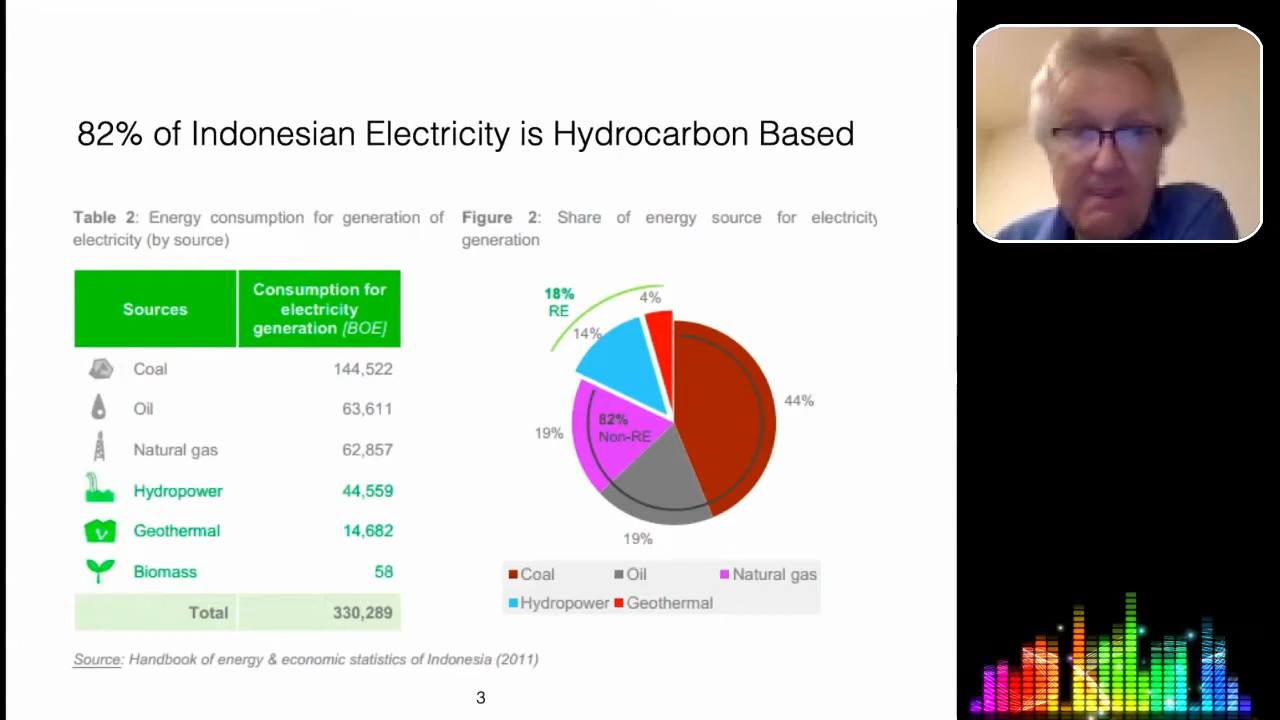 82% of Indonesian Electricity is Hydrocarbon Based
Table 2: Energy consumption for generation of
electricity (by source)
Figure 2: Share of energy source for electricity
generation
Sources
Consumption for
electricity
generation [BOE]
Coal 144,522
Oil 63,611
Natural gas 62,857
Hydropower 44,559
Geothermal 14,682
Biomass 58
Total 330,289
18%
RE
4%
14%
44%
82%
Non-RE
19%
19%
Coal Oil Natural gas
Hydropower Geothermal
Source: Handbook of energy & economic statistics of Indonesia (2011)
3